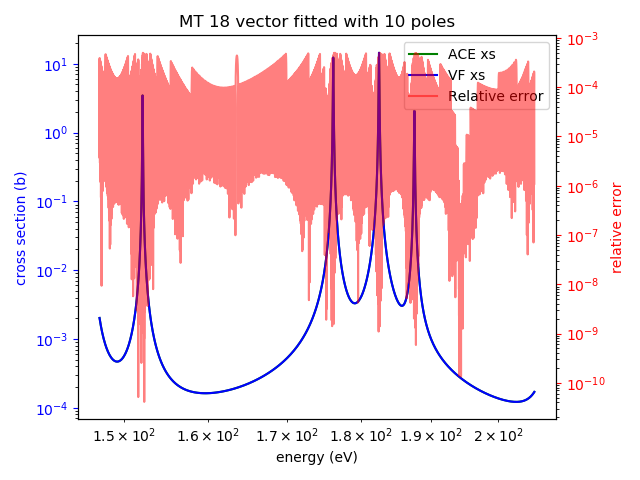 MT 18 vector fitted with 10 poles
ACE xs
VF xs
Relative error
10¹
10⁰
10⁻¹
10⁻²
10⁻³
10⁻⁴
cross section (b)
10⁻³
10⁻⁴
10⁻⁵
10⁻⁶
10⁻⁷
10⁻⁸
10⁻⁹
10⁻¹⁰
relative error
1.5 × 10² 1.6 × 10² 1.7 × 10² 1.8 × 10² 1.9 × 10² 2 × 10²
energy (eV)